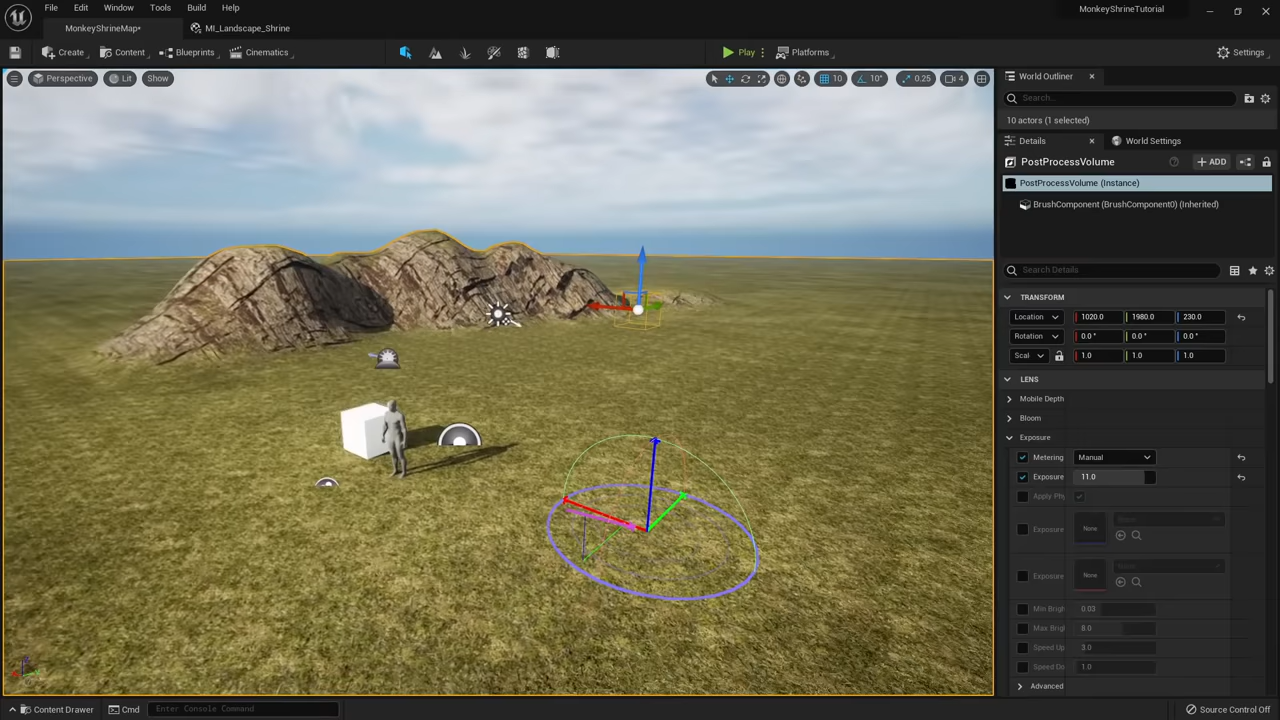 File Edit Window Tools Build Help
MonkeyShrineTutorial
MonkeyShrineMap*
MI_Landscape_Shrine
Create Content Blueprints Cinematics
Play Platforms Settings
Perspective Lit Show
10 10° 0.25 4
World Outliner
Search...
10 actors (1 selected)
Details World Settings
PostProcessVolume
ADD
PostProcessVolume (Instance)
BrushComponent (BrushComponent0) (Inherited)
Search Details
TRANSFORM
Location 1020.0 1980.0 230.0
Rotation 0.0 ° 0.0 ° 0.0 °
Scal 1.0 1.0 1.0
LENS
Mobile Depth
Bloom
Exposure
Metering Manual
Exposure 11.0
Apply Phy
Exposure None
Exposure None
Min Brigh 0.03
Max Brigh 8.0
Speed Up 3.0
Speed Do 1.0
Advanced
Content Drawer Cmd Enter Console Command
Source Control Off